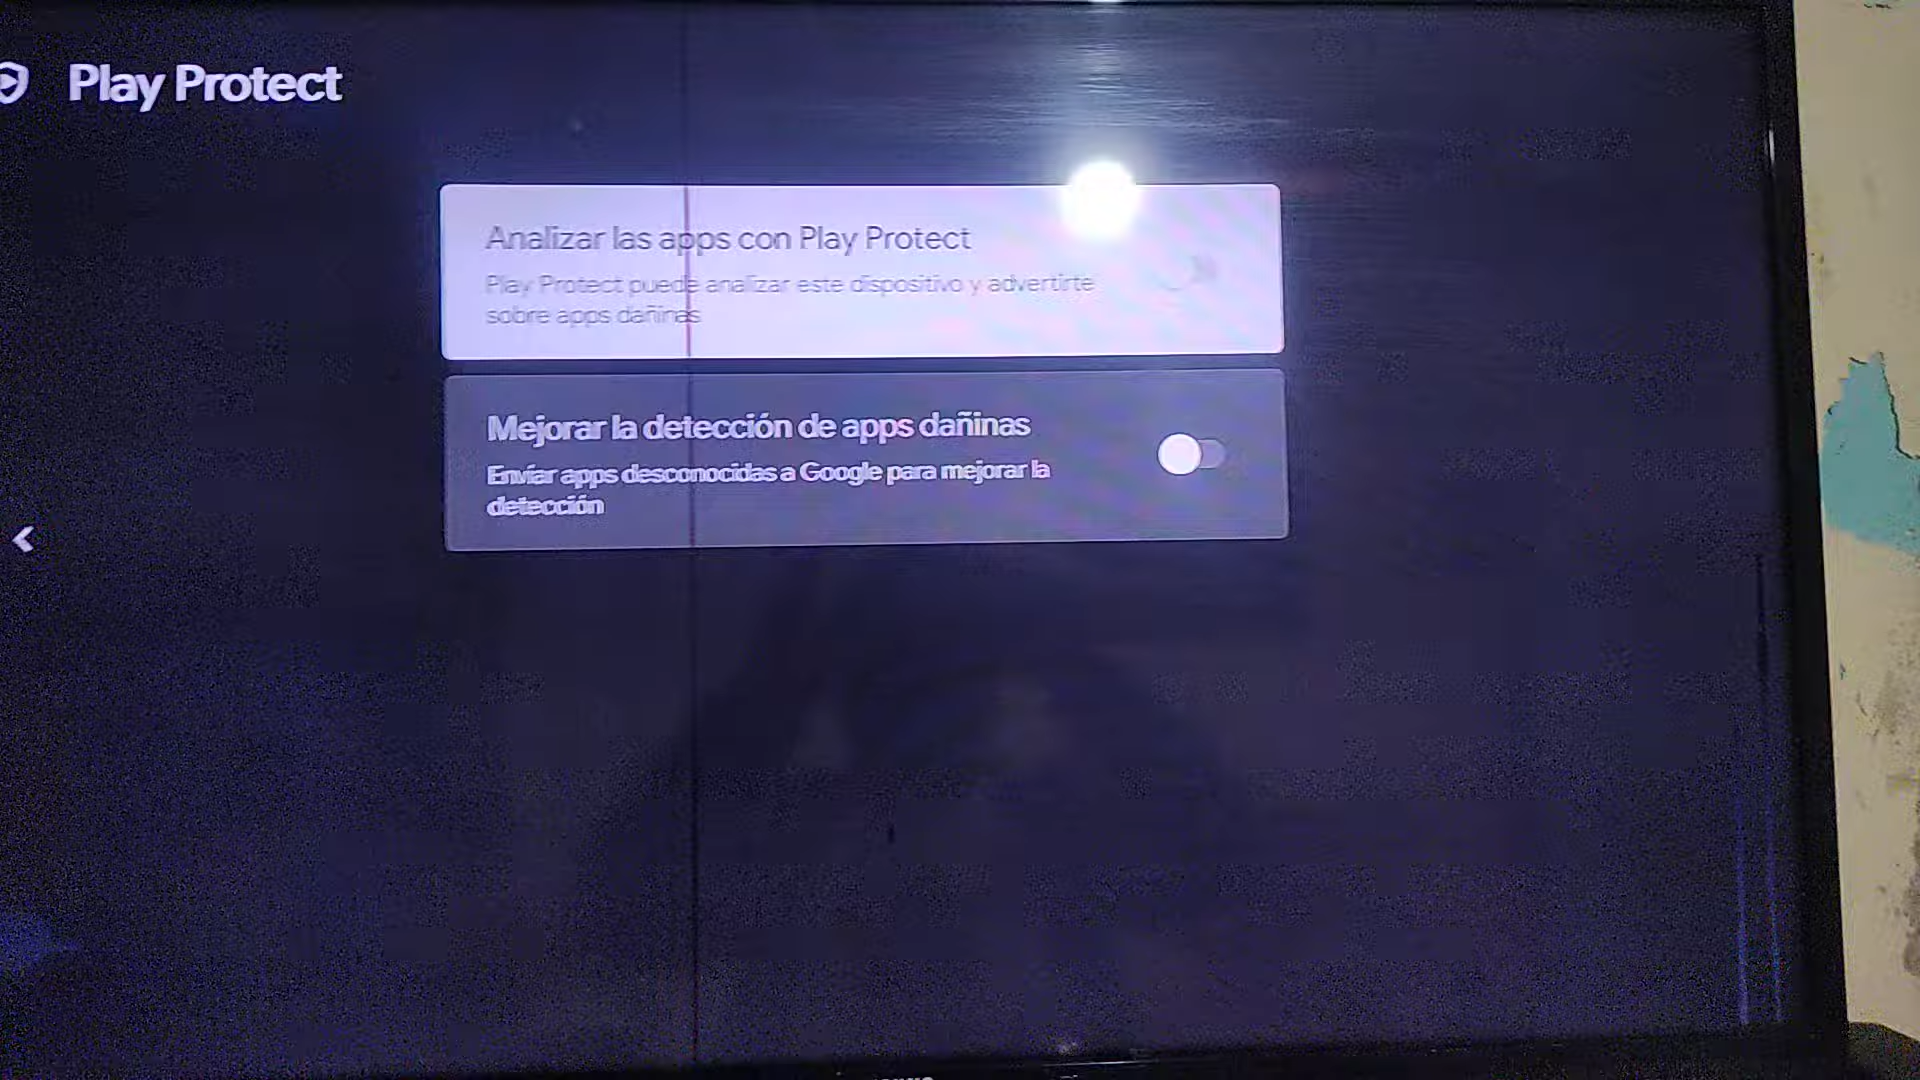 Play Protect
Analizar las apps con Play Protect
Play Protect puede analizar este dispositivo y advertirte
sobre apps dañinas
Mejorar la detección de apps dañinas
Enviar apps desconocidas a Google para mejorar la
detección